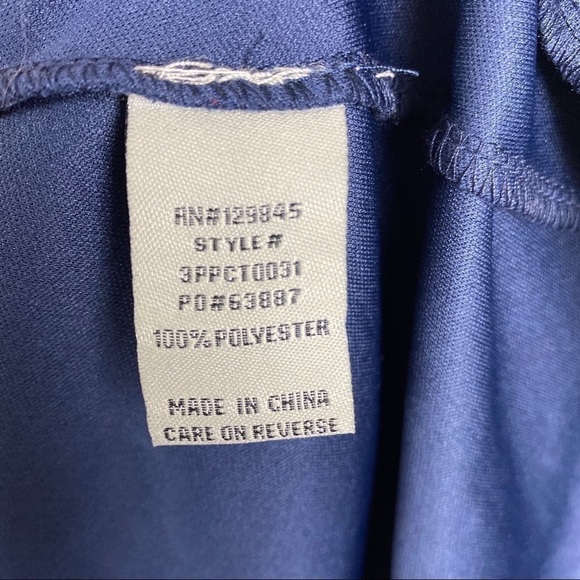 RN#129845
STYLE#
3PPCT0031
PO#63887
100%POLYESTER
MADE IN CHINA
CARE ON REVERSE